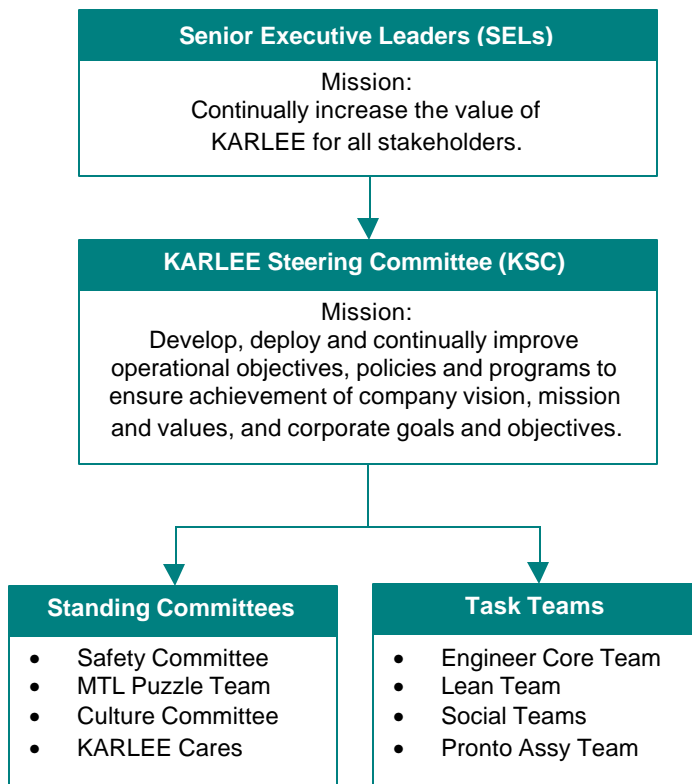 Senior Executive Leaders (SELs)
Mission:
Continually increase the value of
KARLEE for all stakeholders.
KARLEE Steering Committee (KSC)
Mission:
Develop, deploy and continually improve
operational objectives, policies and programs to
ensure achievement of company vision, mission
and values, and corporate goals and objectives.
Standing Committees
• Safety Committee
• MTL Puzzle Team
• Culture Committee
• KARLEE Cares
Task Teams
• Engineer Core Team
• Lean Team
• Social Teams
• Pronto Assy Team